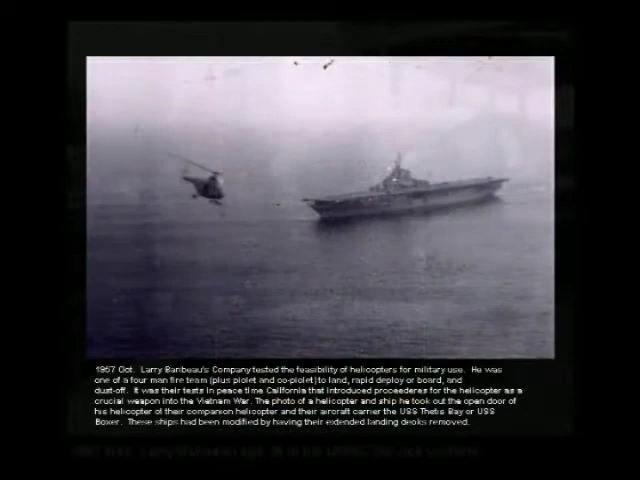 1957 Oct. Larry Baribeau's Company tested the feasibility of helicopters for military use. He was
one of a four man fire team (plus piolet and co-piolet) to land, rapid deploy or board, and
dust-off. It was their tests in peace time California that introduced proceederes for the helicopter as a
crucial weapon into the Vietnam War. The photo of a helicopter and ship he took out the open door of
his helicopter of their companion helicopter and their aircraft carrier the USS Thetis Bay or USS
Boxer. These ships had been modified by having their extended landing decks removed.